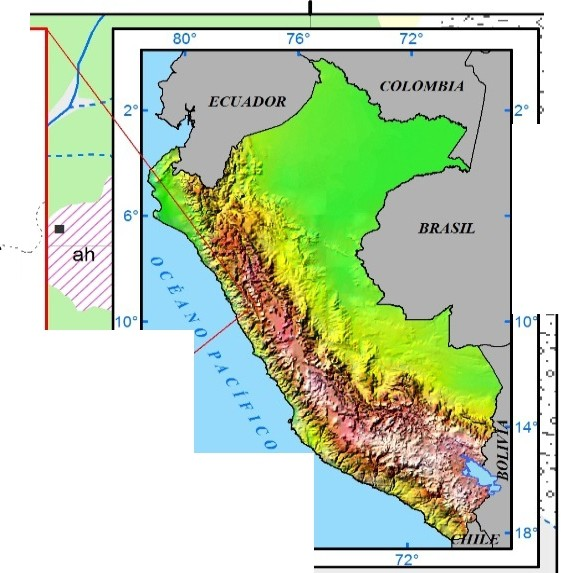 80° 76° 72°
COLOMBIA
ECUADOR
2° 2°
6° 6°
BRASIL
ah
OCÉANO PACÍFICO
10° 10°
14° 14°
BOLIVIA
18°
CHILE
72°